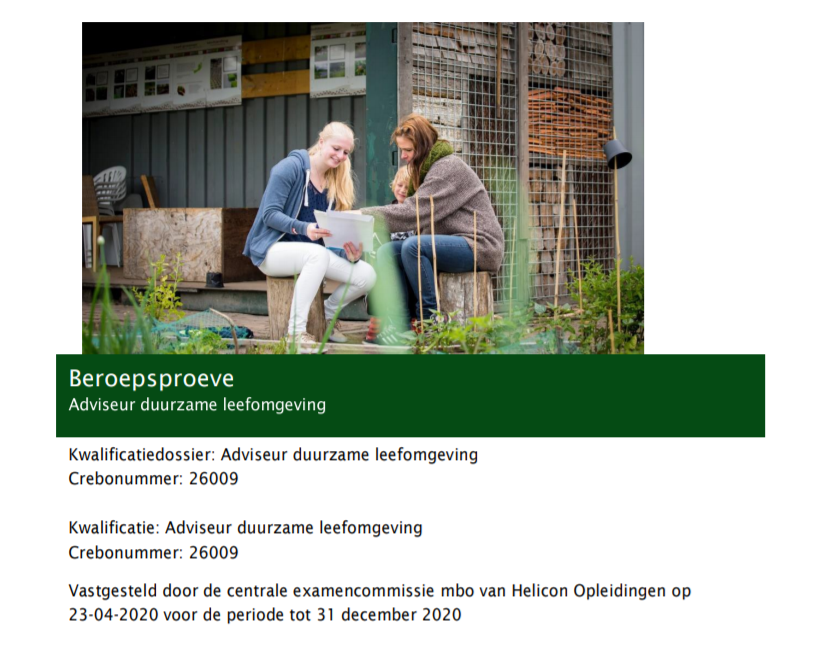 Beroepsproeve
Adviseur duurzame leefomgeving
Kwalificatiedossier: Adviseur duurzame leefomgeving
Crebonummer: 26009
Kwalificatie: Adviseur duurzame leefomgeving
Crebonummer: 26009
Vastgesteld door de centrale examencommissie mbo van Helicon Opleidingen op
23-04-2020 voor de periode tot 31 december 2020